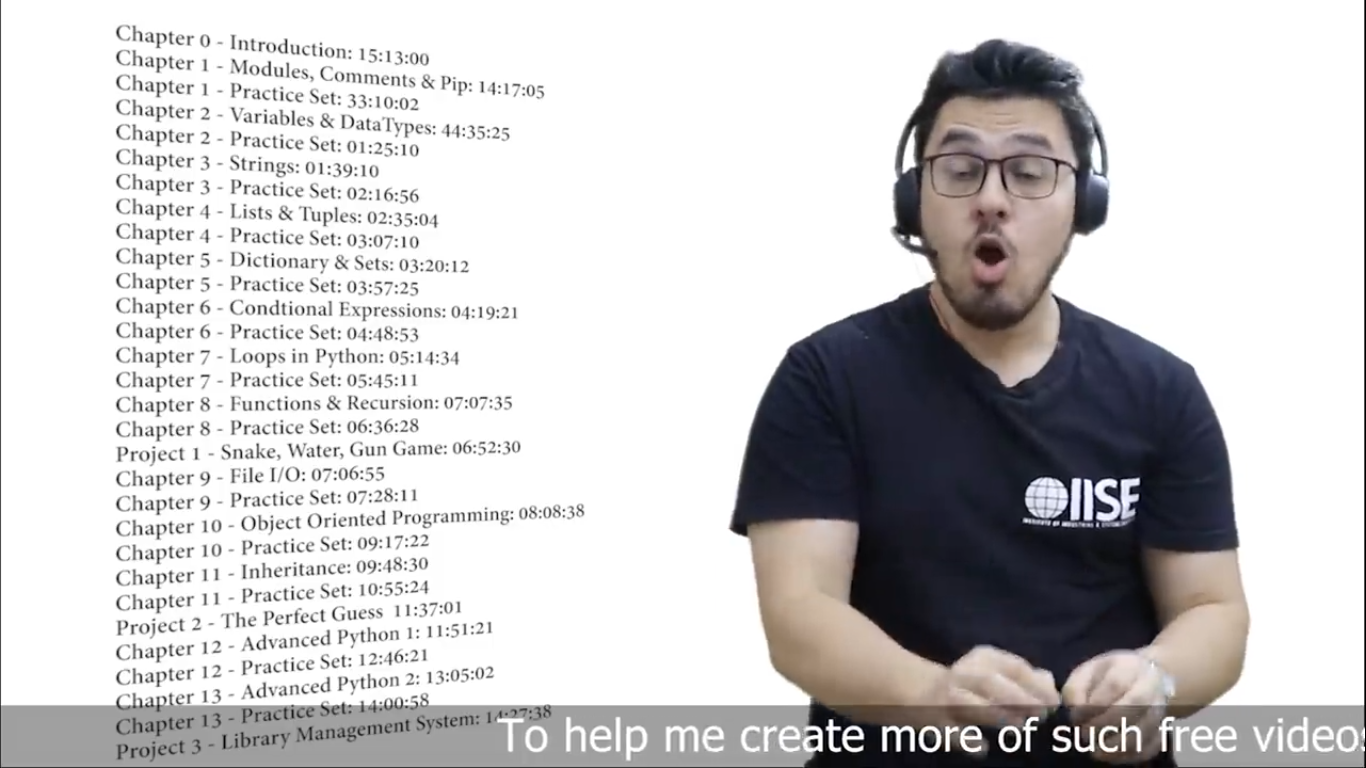 Chapter 0 - Introduction: 15:13:00
Chapter 1 - Modules, Comments & Pip: 14:17:05
Chapter 1 - Practice Set: 33:10:02
Chapter 2 - Variables & DataTypes: 44:35:25
Chapter 2 - Practice Set: 01:25:10
Chapter 3 - Strings: 01:39:10
Chapter 3 - Practice Set: 02:16:56
Chapter 4 - Lists & Tuples: 02:35:04
Chapter 4 - Practice Set: 03:07:10
Chapter 5 - Dictionary & Sets: 03:20:12
Chapter 5 - Practice Set: 03:57:25
Chapter 6 - Condtional Expressions: 04:19:21
Chapter 6 - Practice Set: 04:48:53
Chapter 7 - Loops in Python: 05:14:34
Chapter 7 - Practice Set: 05:45:11
Chapter 8 - Functions & Recursion: 07:07:35
Chapter 8 - Practice Set: 06:36:28
Project 1 - Snake, Water, Gun Game: 06:52:30
Chapter 9 - File I/O: 07:06:55
Chapter 9 - Practice Set: 07:28:11
Chapter 10 - Object Oriented Programming: 08:08:38
Chapter 10 - Practice Set: 09:17:22
Chapter 11 - Inheritance: 09:48:30
Chapter 11 - Practice Set: 10:55:24
Project 2 - The Perfect Guess 11:37:01
Chapter 12 - Advanced Python 1: 11:51:21
Chapter 12 - Practice Set: 12:46:21
Chapter 13 - Advanced Python 2: 13:05:02
Chapter 13 - Practice Set: 14:00:58
Project 3 - Library Management System: 14:27:38
IISE
To help me create more of such free videos